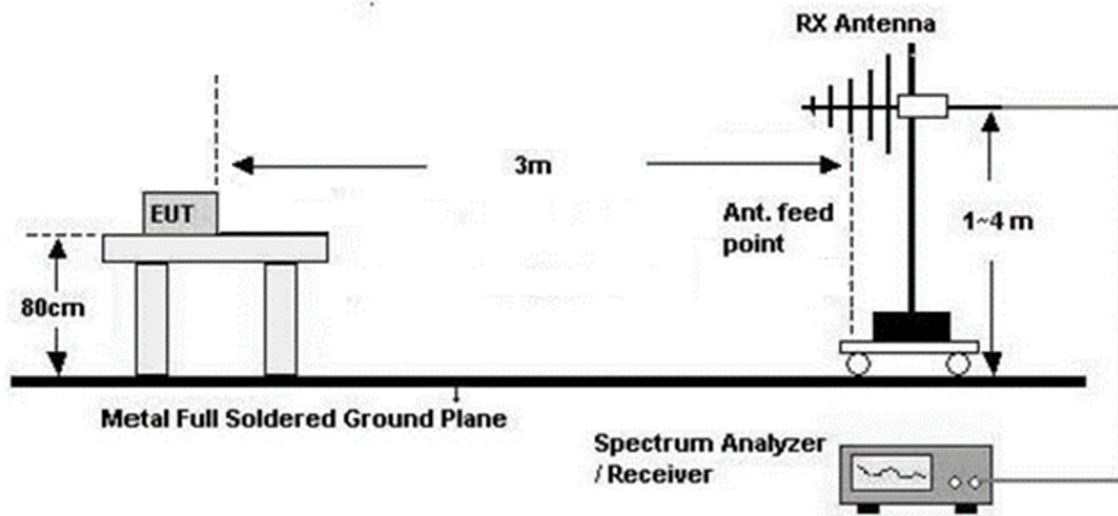 RX Antenna
3m
EUT
Ant. feed
point
1~4 m
80cm
Metal Full Soldered Ground Plane
Spectrum Analyzer
/ Receiver